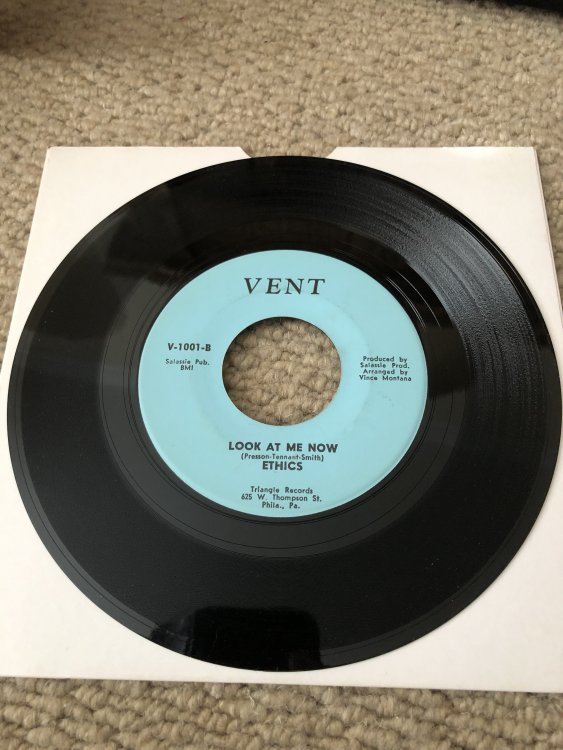 VENT
V-1001-B
Salassie Pub.
BMI
Produced by
Salassie Prod.
Arranged by
Vince Montana
LOOK AT ME NOW
(Presson-Tennant-Smith)
ETHICS
Triangle Records
625 W. Thompson St.
Phila., Pa.